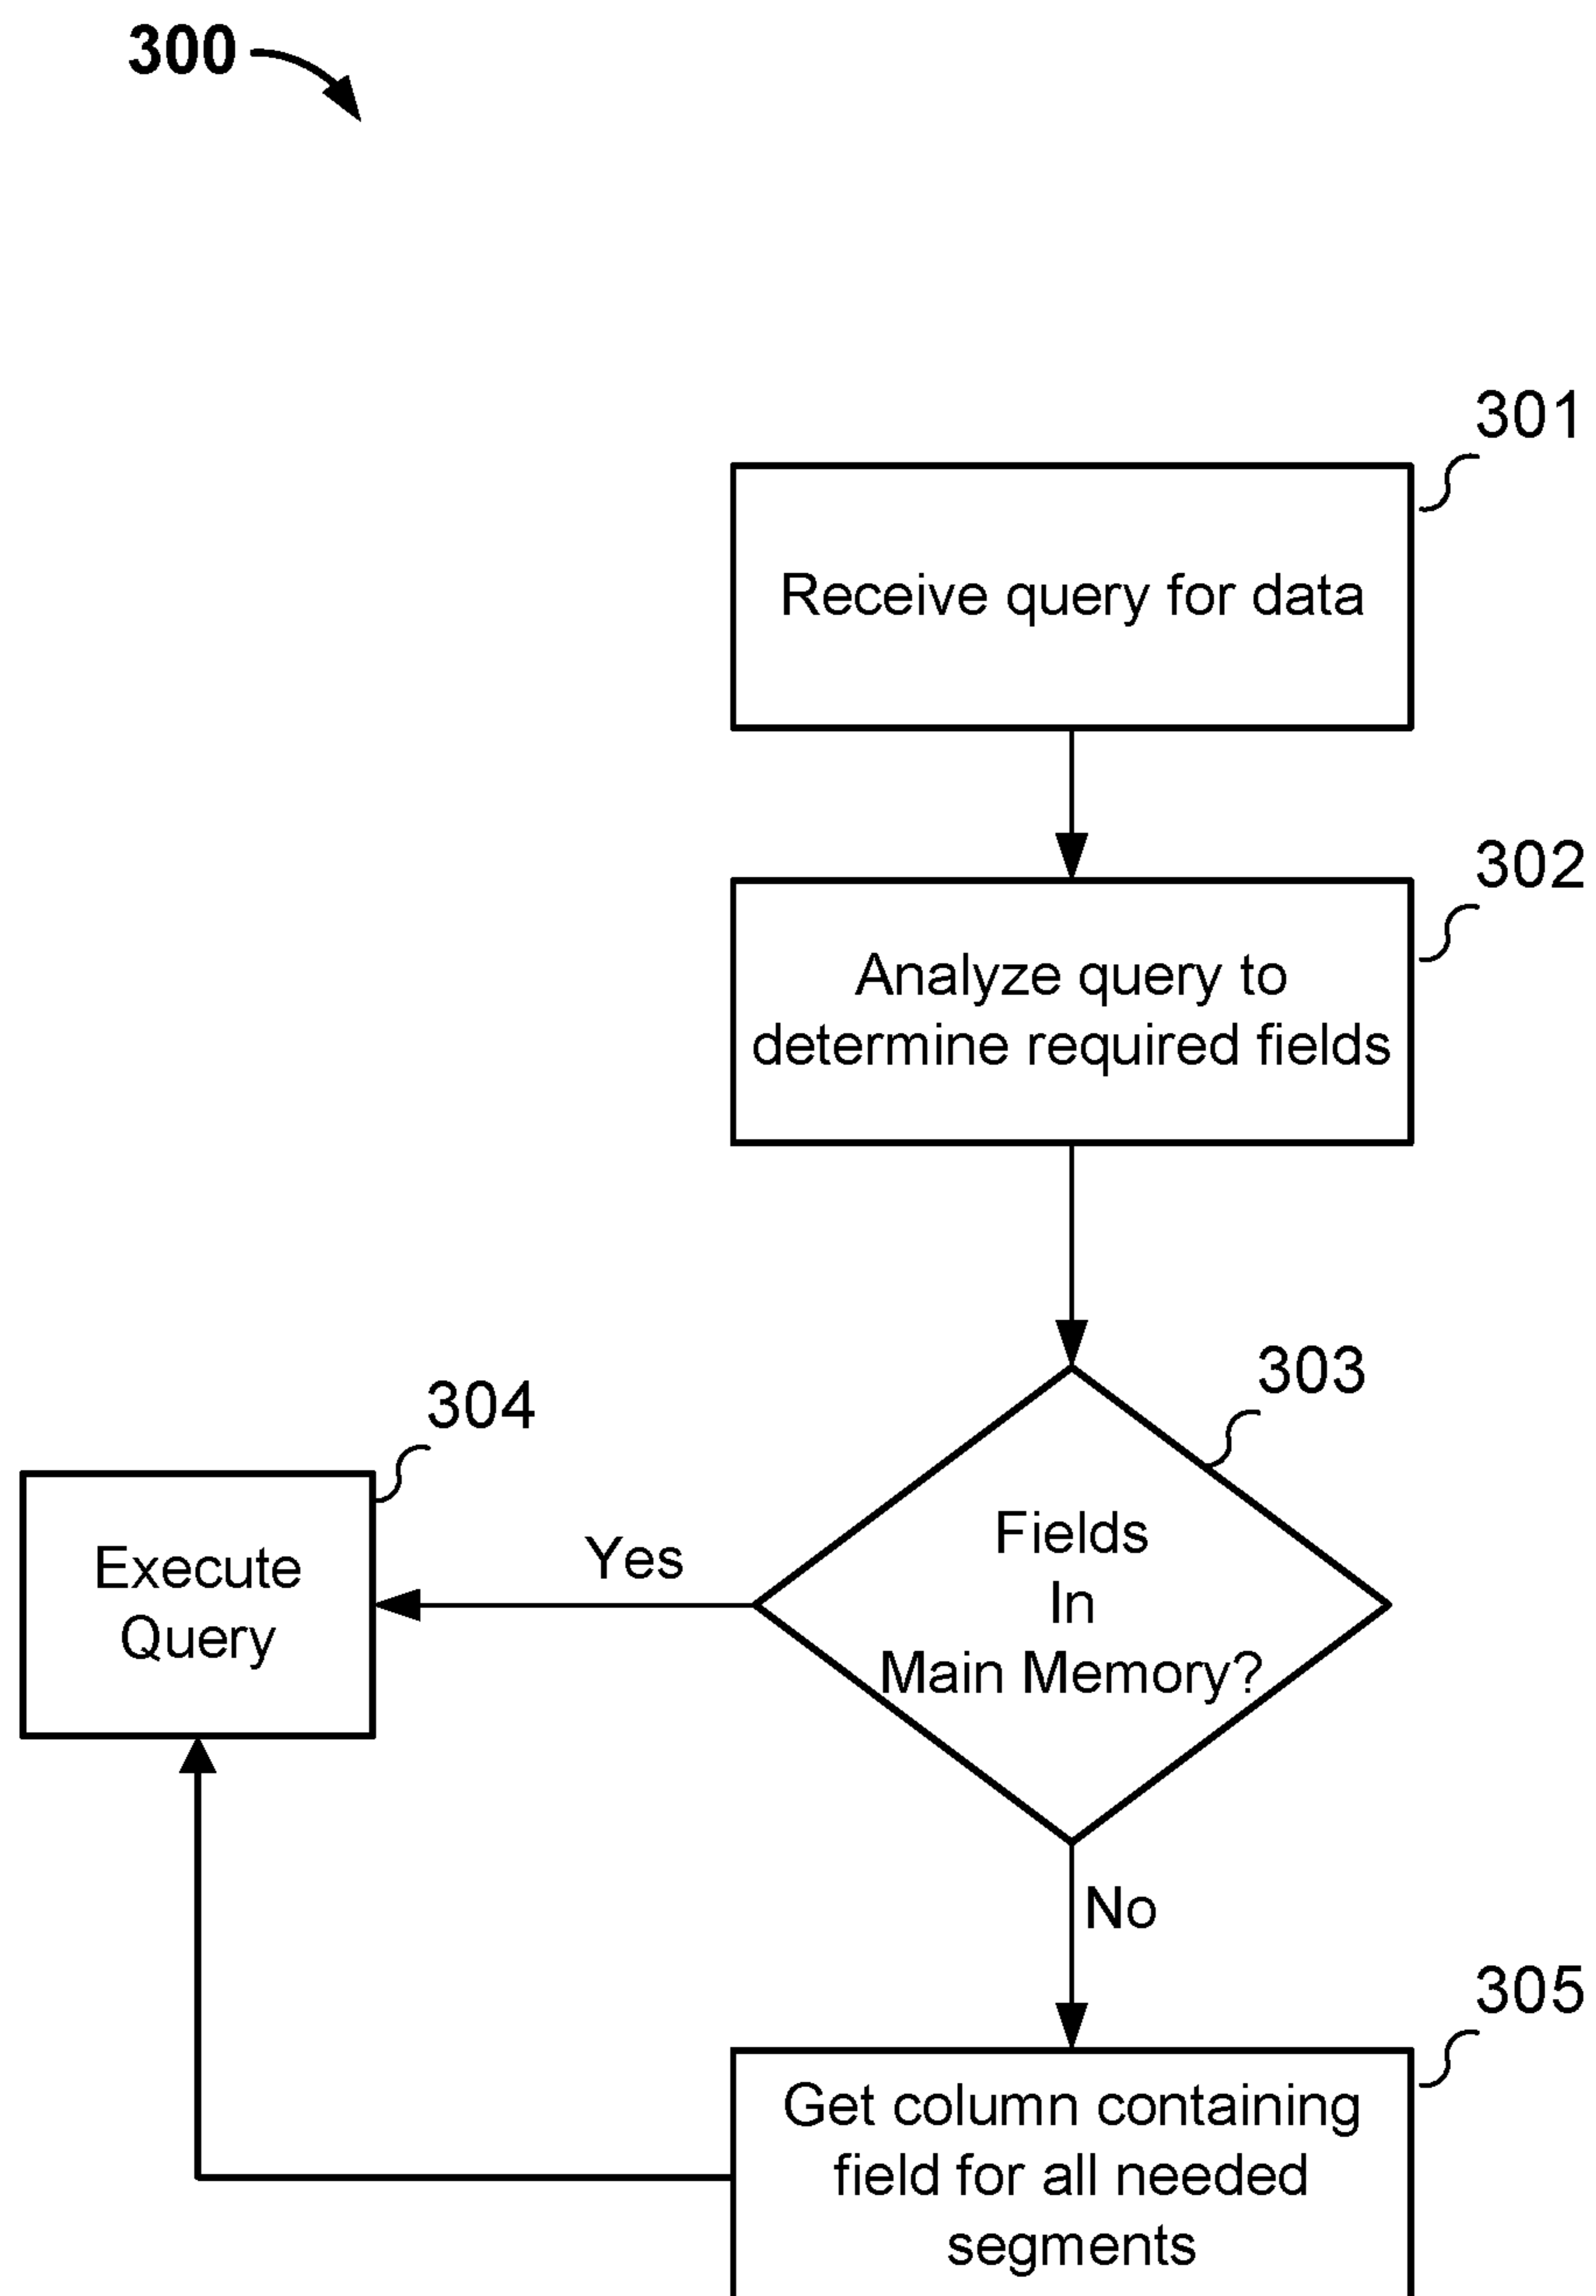 300
301
Receive query for data
302
Analyze query to
determine required fields
303
304
Fields
In
Main Memory?
Yes
Execute
Query
No
305
Get column containing
field for all needed
segments